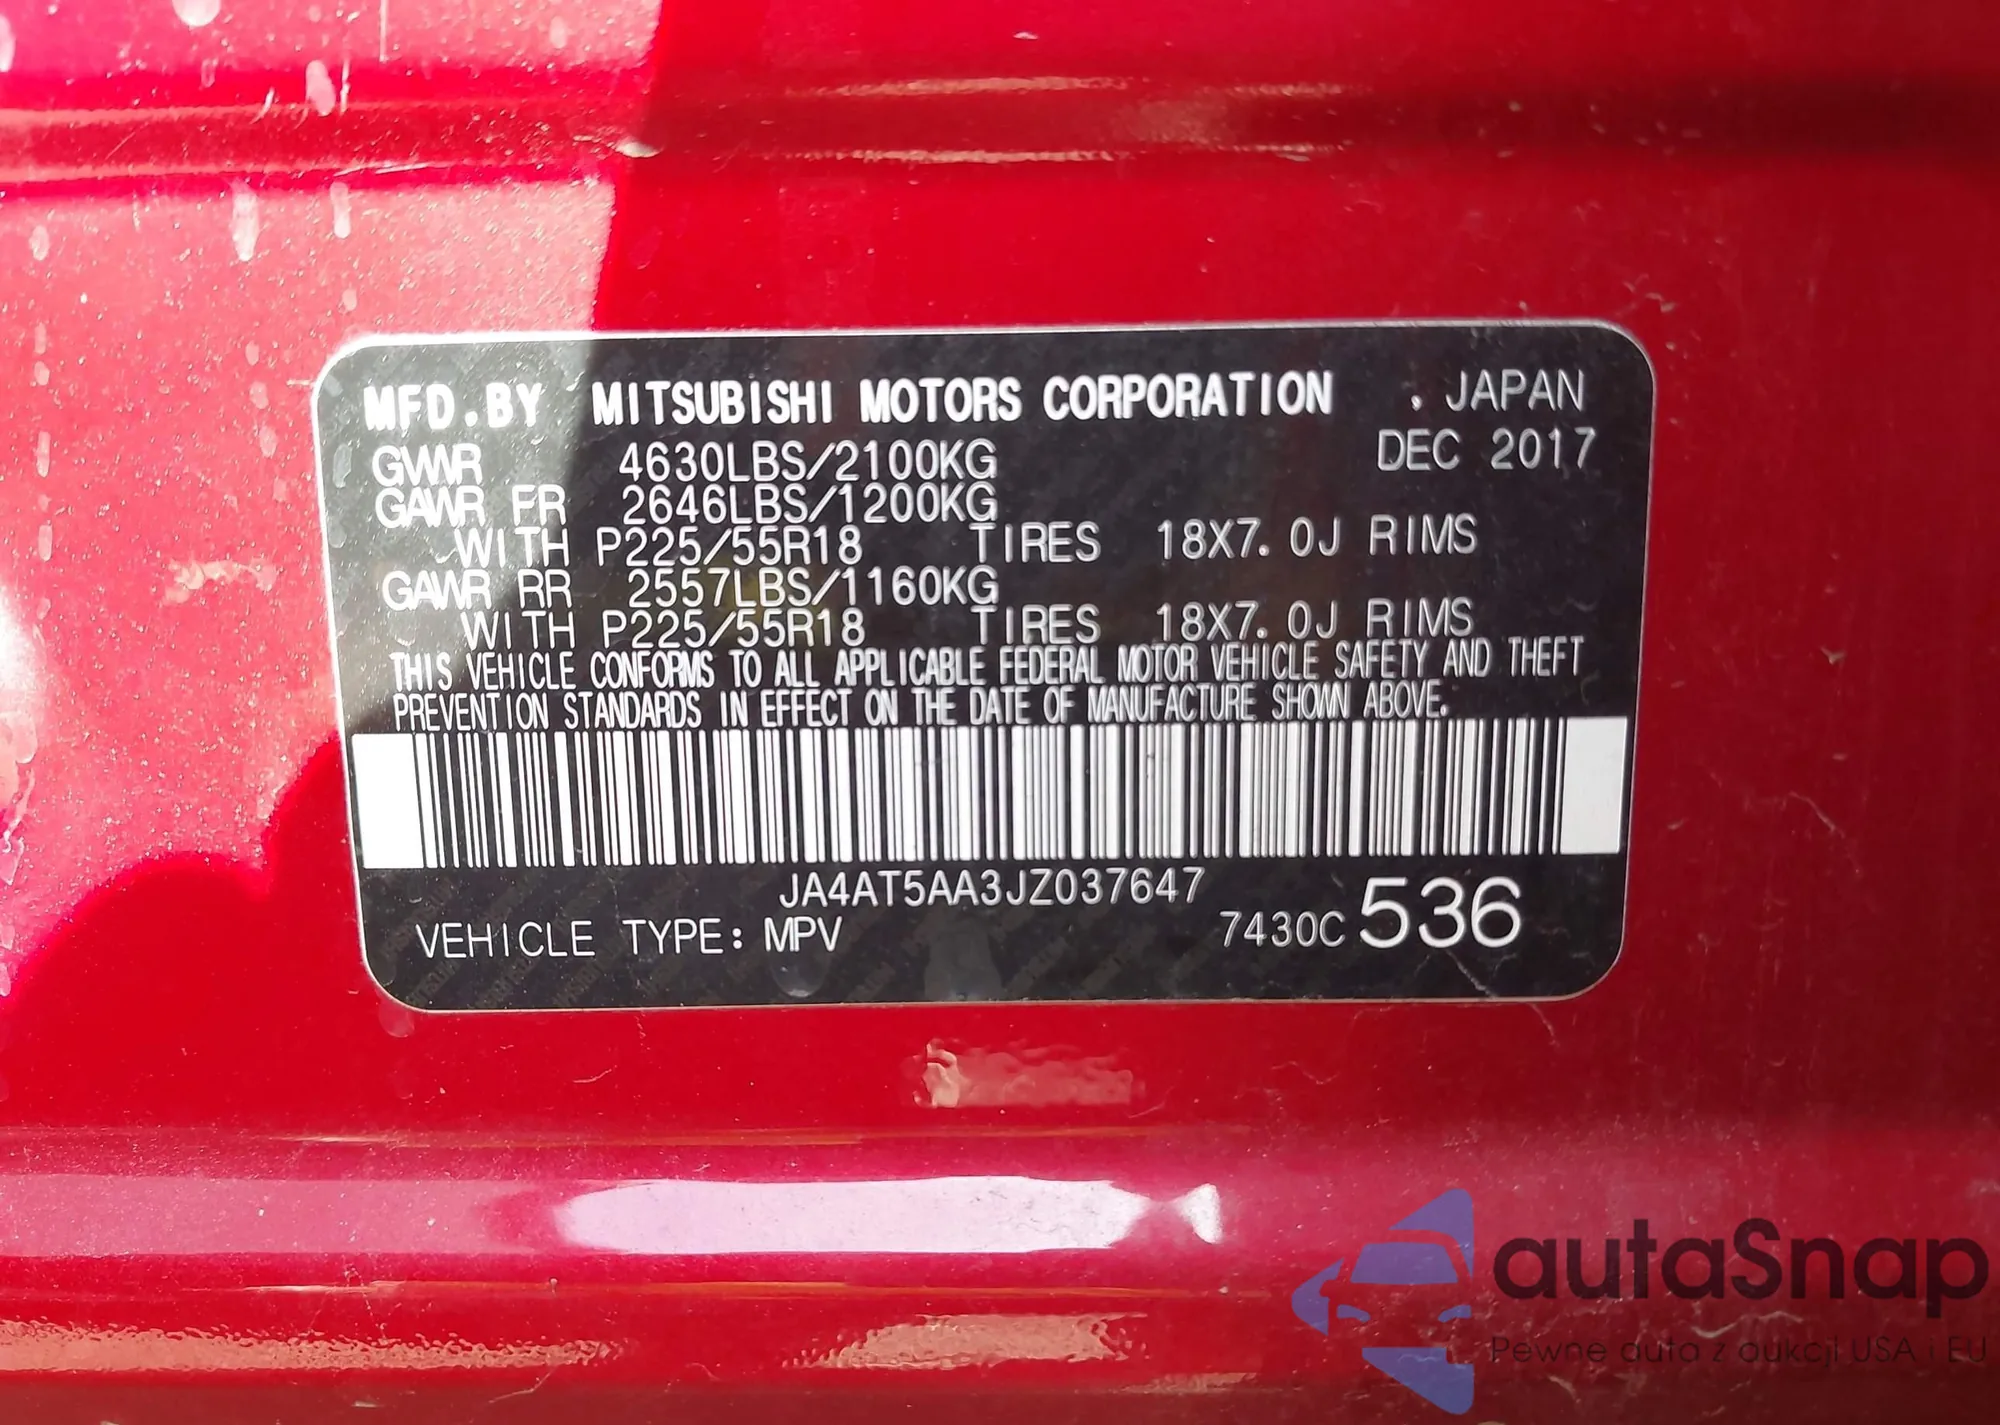 MFD.BY MITSUBISHI MOTORS CORPORATION . JAPAN
GVWR 4630LBS/2100KG DEC 2017
GAWR FR 2646LBS/1200KG
WITH P225/55R18 TIRES 18X7.0J RIMS
GAWR RR 2557LBS/1160KG
WITH P225/55R18 TIRES 18X7.0J RIMS
THIS VEHICLE CONFORMS TO ALL APPLICABLE FEDERAL MOTOR VEHICLE SAFETY AND THEFT
PREVENTION STANDARDS IN EFFECT ON THE DATE OF MANUFACTURE SHOWN ABOVE.
JA4AT5AA3JZ037647
VEHICLE TYPE: MPV 7430C 536
autaSnap
Pewne auta z aukcji USA i EU